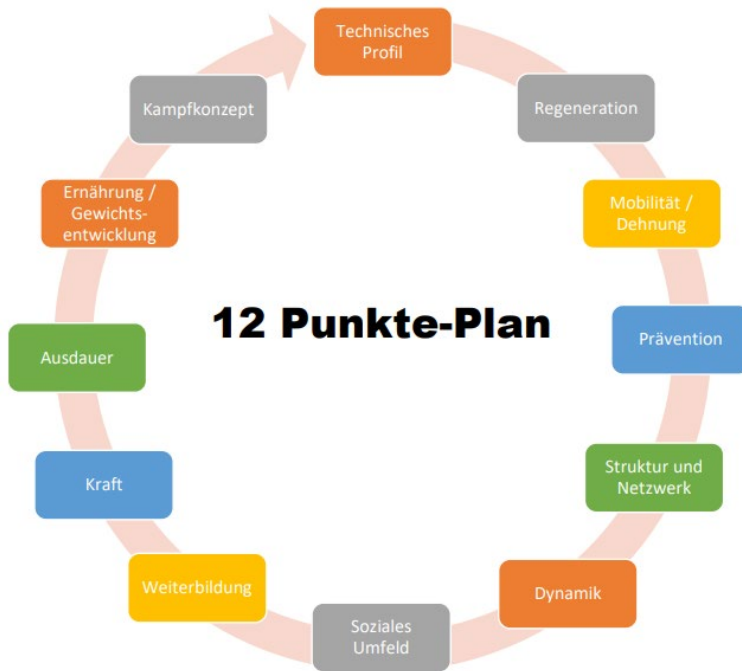 Technisches
Profil
Regeneration
Mobilität /
Dehnung
Prävention
Struktur und
Netzwerk
Dynamik
Soziales
Umfeld
Weiterbildung
Kraft
Ausdauer
Ernährung /
Gewichts-
entwicklung
Kampfkonzept
12 Punkte-Plan